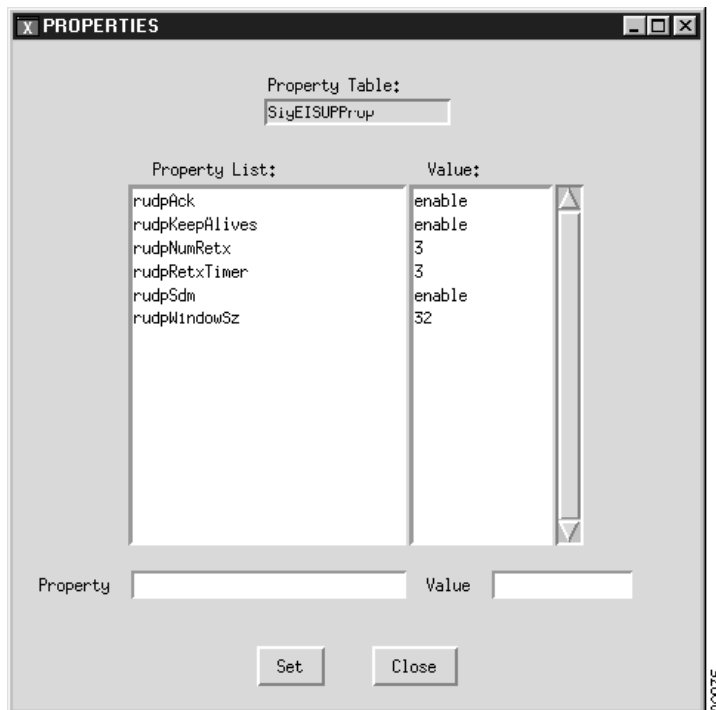 X PROPERTIES
Property Table:
SigEISUPProp
Property List: Value:
rudpAck enable
rudpKeepAlives enable
rudpNumRetx 3
rudpRetxTimer 3
rudpSdm enable
rudpWindowSz 32
Property Value
Set Close